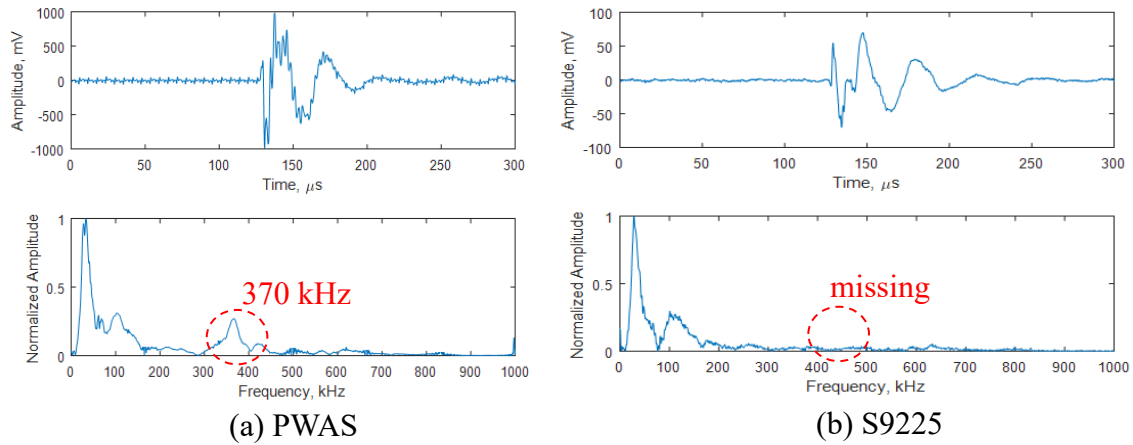 1000
500
0
-500
-1000
Amplitude, mV
0 50 100 150 200 250 300
Time, μs
1
0.5
0
Normalized Amplitude
370 kHz
0 100 200 300 400 500 600 700 800 900 1000
Frequency, kHz
(a) PWAS
100
50
0
-50
-100
Amplitude, mV
0 50 100 150 200 250 300
Time, μs
1
0.5
0
Normalized Amplitude
missing
0 100 200 300 400 500 600 700 800 900 1000
Frequency, kHz
(b) S9225